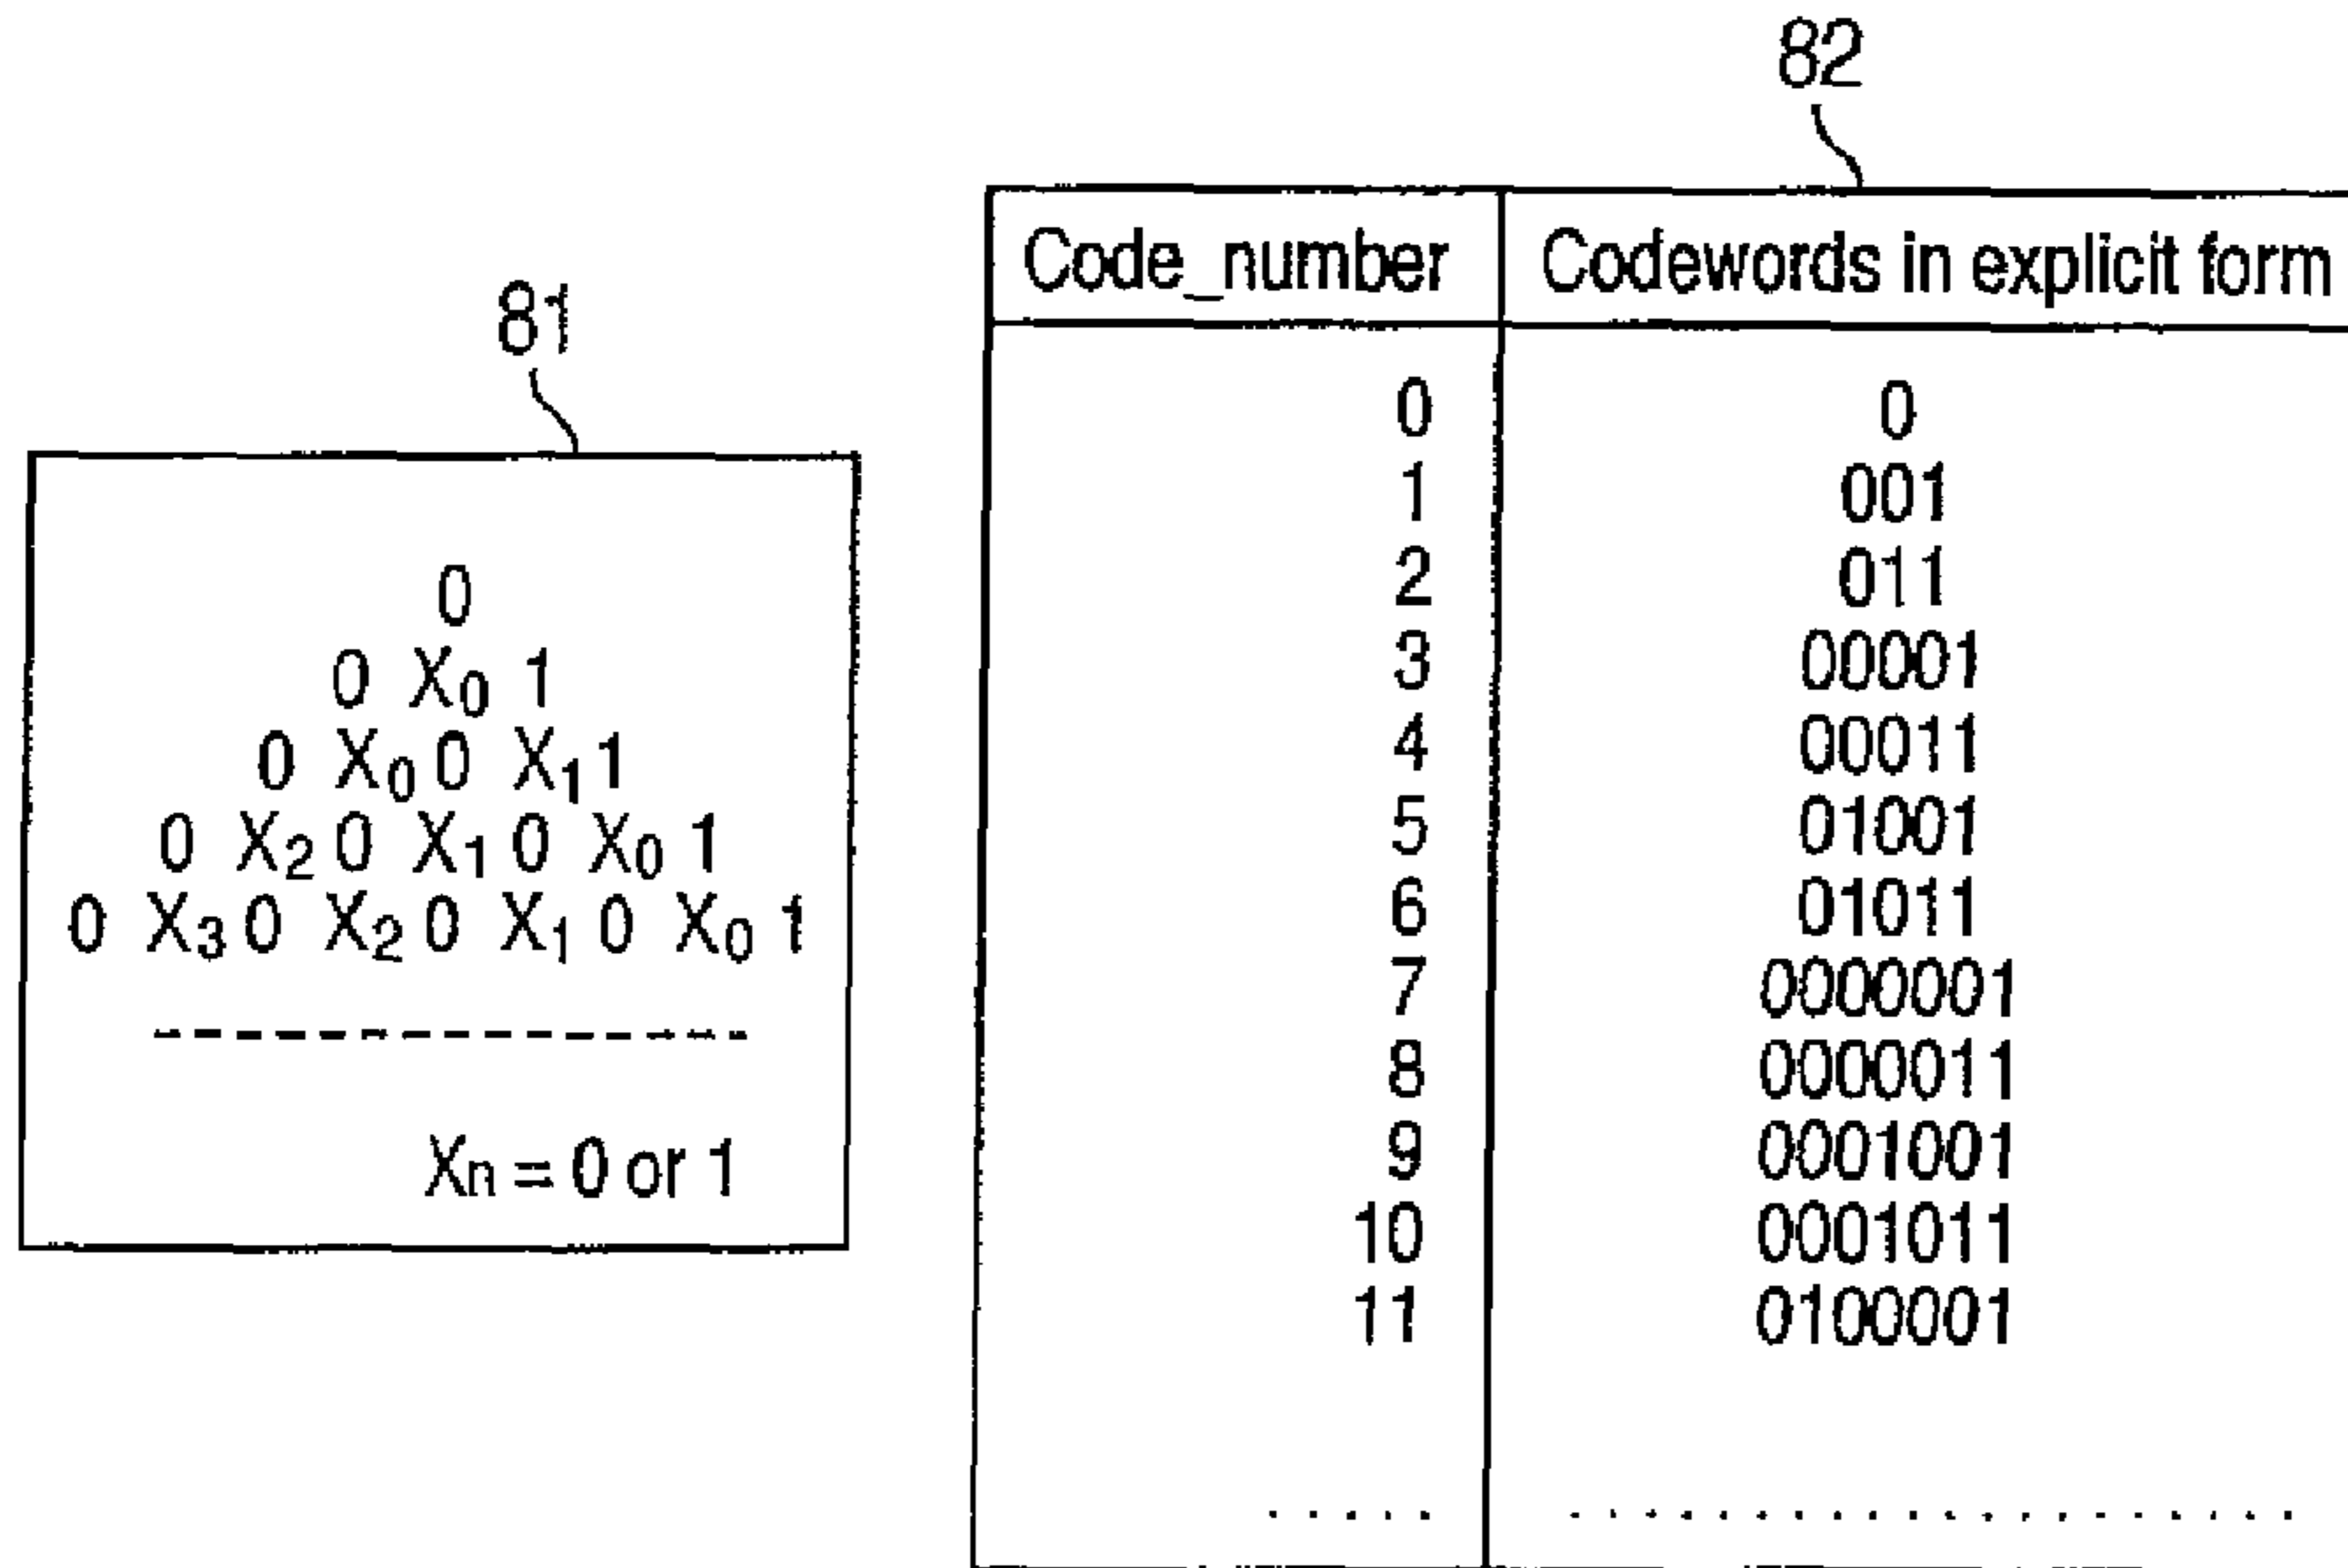 82
81
0
0 X0 1
0 X0 0 X1 1
0 X2 0 X1 0 X0 1
0 X3 0 X2 0 X1 0 X0 1
Xn = 0 or 1
Code_number Codewords in explicit form
0 0
1 001
2 011
3 00001
4 00011
5 01001
6 01011
7 0000001
8 0000011
9 0001001
10 0001011
11 0100001